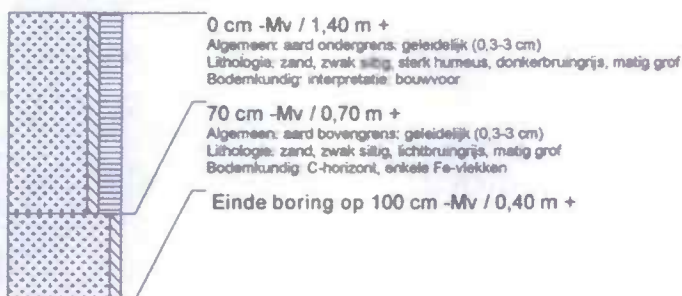 0 cm -Mv / 1,40 m +
Algemeen: aard ondergrens: geleidelijk (0,3-3 cm)
Lithologie: zand, zwak siltig, sterk humeus, donkerbruingrijs, matig grof
Bodemkundig: interpretatie: bouwvoor
70 cm -Mv / 0,70 m +
Algemeen: aard bovengrens: geleidelijk (0,3-3 cm)
Lithologie: zand, zwak siltig, lichtbruingrijs, matig grof
Bodemkundig: C-horizont, enkele Fe-vlekken
Einde boring op 100 cm -Mv / 0,40 m +